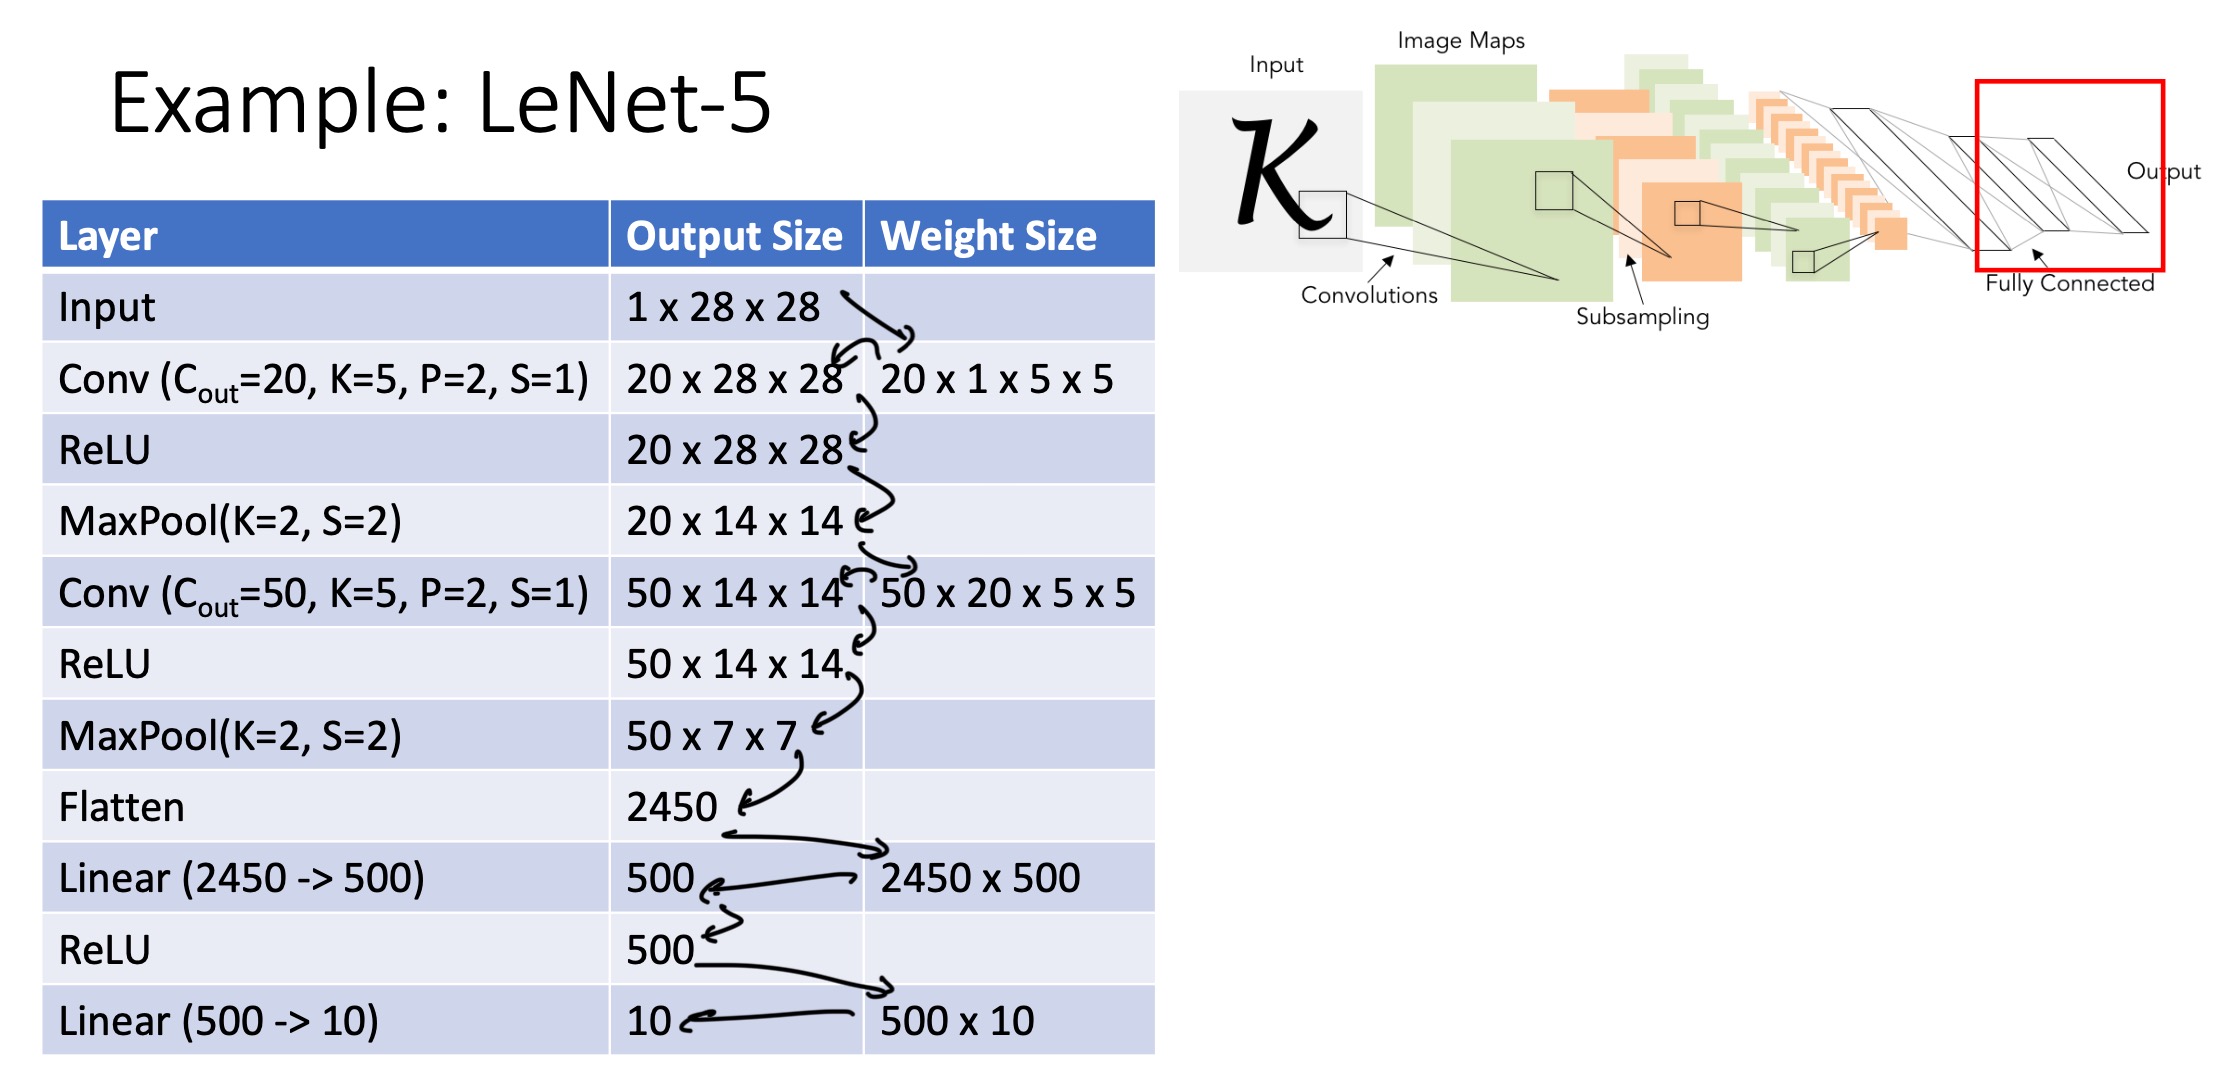 Example: LeNet-5
Layer Output Size Weight Size
Input 1 x 28 x 28
Conv (Cout=20, K=5, P=2, S=1) 20 x 28 x 28 20 x 1 x 5 x 5
ReLU 20 x 28 x 28
MaxPool(K=2, S=2) 20 x 14 x 14
Conv (Cout=50, K=5, P=2, S=1) 50 x 14 x 14 50 x 20 x 5 x 5
ReLU 50 x 14 x 14
MaxPool(K=2, S=2) 50 x 7 x 7
Flatten 2450
Linear (2450 -> 500) 500 2450 x 500
ReLU 500
Linear (500 -> 10) 10 500 x 10
Input
Image Maps
K
Convolutions
Subsampling
Fully Connected
Output